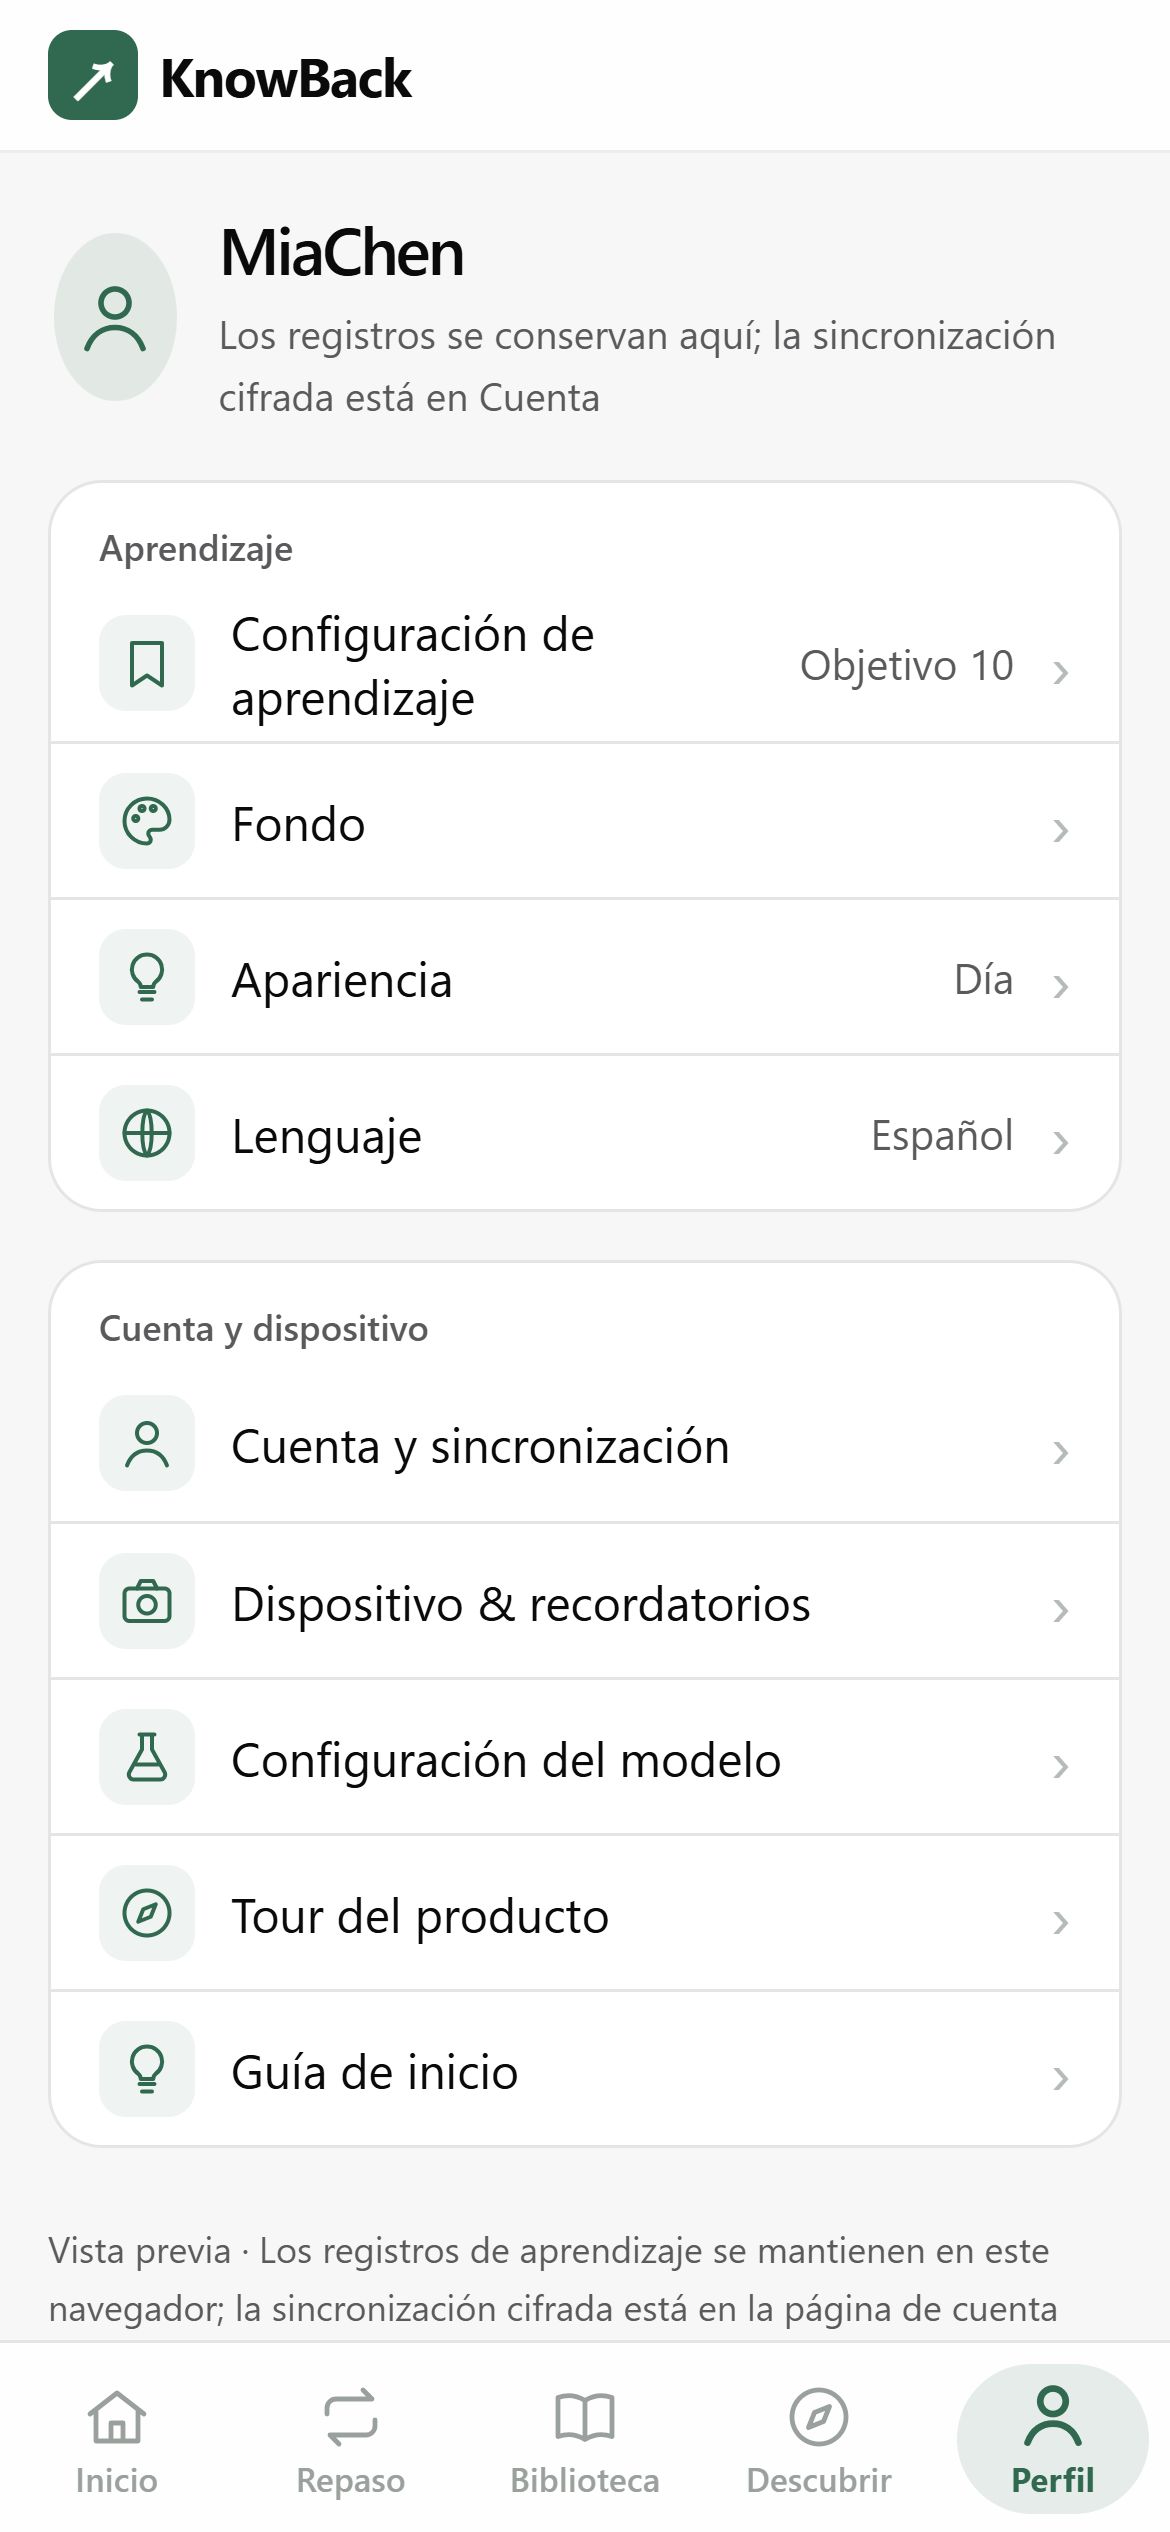 KnowBack
MiaChen
Los registros se conservan aquí; la sincronización
cifrada está en Cuenta
Aprendizaje
Configuración de
aprendizaje
Objetivo 10
Fondo
Apariencia
Día
Lenguaje
Español
Cuenta y dispositivo
Cuenta y sincronización
Dispositivo & recordatorios
Configuración del modelo
Tour del producto
Guía de inicio
Vista previa · Los registros de aprendizaje se mantienen en este
navegador; la sincronización cifrada está en la página de cuenta
Inicio
Repaso
Biblioteca
Descubrir
Perfil